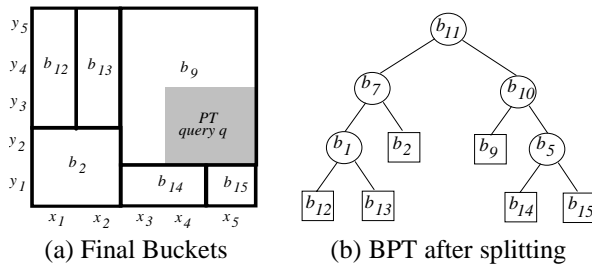 y5
y4
y3
y2
y1
b12 b13
b9
PT
query q
b2
b14 b15
x1 x2 x3 x4 x5
(a) Final Buckets
b11
b7 b10
b1 b2 b9 b5
b12 b13 b14 b15
(b) BPT after splitting